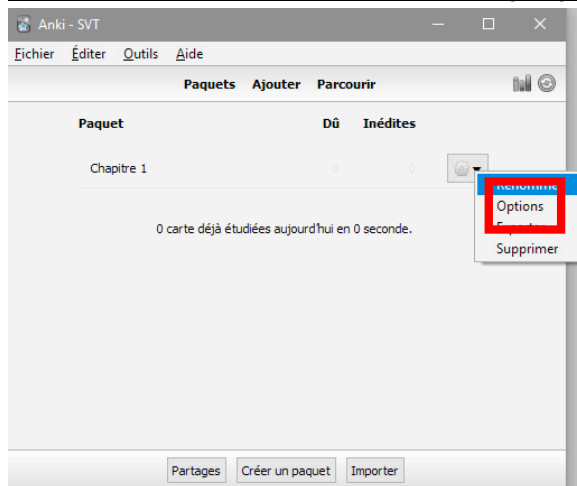 Anki - SVT
Fichier Éditer Outils Aide
Paquets Ajouter Parcourir
Paquet Dû Inédites
Chapitre 1 0 0
Options
Supprimer
0 carte déjà étudiées aujourd'hui en 0 seconde.
Partages Créer un paquet Importer